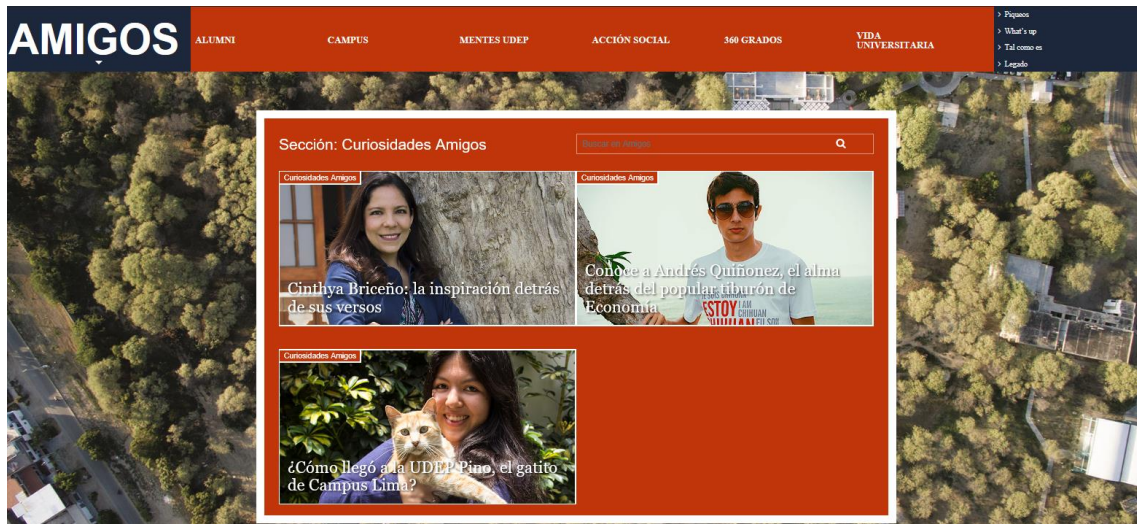 AMIGOS
ALUMNI
CAMPUS
MENTES UDEP
ACCIÓN SOCIAL
360 GRADOS
VIDA
UNIVERSITARIA
> Piqueos
> What's up
> Tal como es
> Legado
Sección: Curiosidades Amigos
Buscar en Amigos
Curiosidades Amigos
Cinthya Briceño: la inspiración detrás
de sus versos
Curiosidades Amigos
Conoce a Andrés Quiñonez, el alma
detrás del popular tiburón de
Economía
ESTOY
CHIHUAN
Curiosidades Amigos
¿Cómo llegó a la UDEP Pino, el gatito
de Campus Lima?